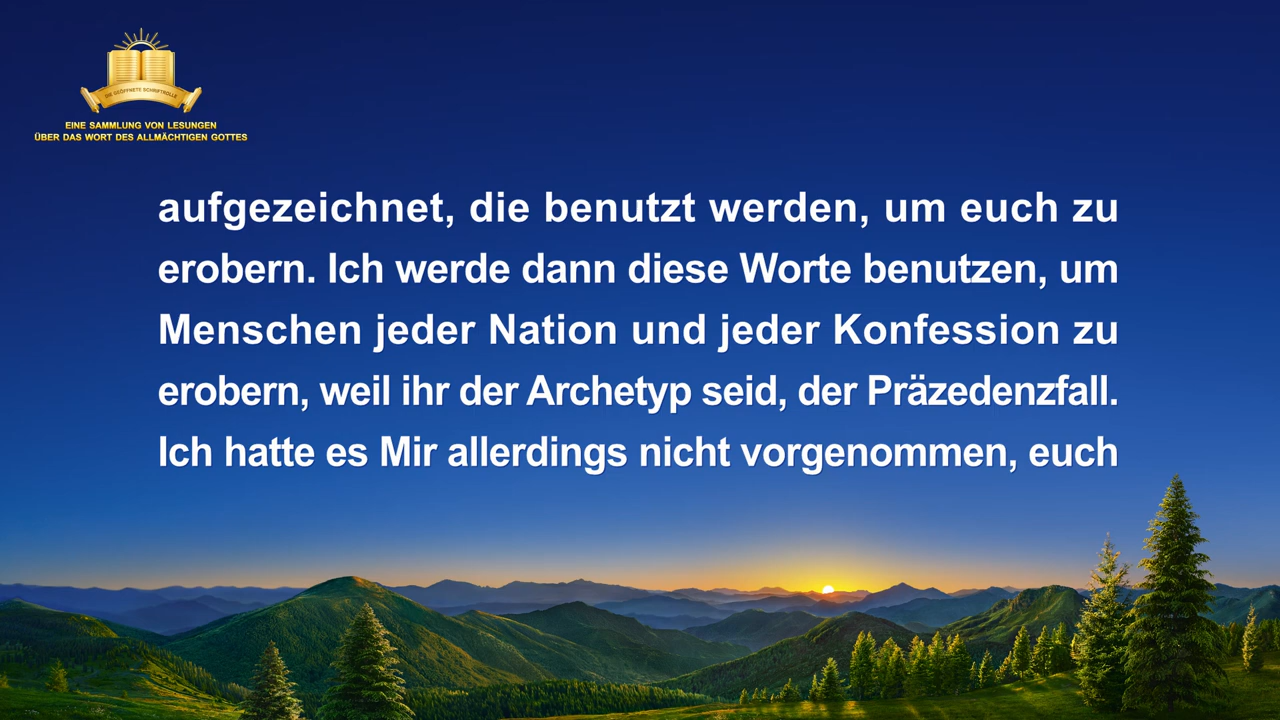 DIE GEÖFFNETE SCHRIFTROLLE
EINE SAMMLUNG VON LESUNGEN
ÜBER DAS WORT DES ALLMÄCHTIGEN GOTTES
aufgezeichnet, die benutzt werden, um euch zu
erobern. Ich werde dann diese Worte benutzen, um
Menschen jeder Nation und jeder Konfession zu
erobern, weil ihr der Archetyp seid, der Präzedenzfall.
Ich hatte es Mir allerdings nicht vorgenommen, euch